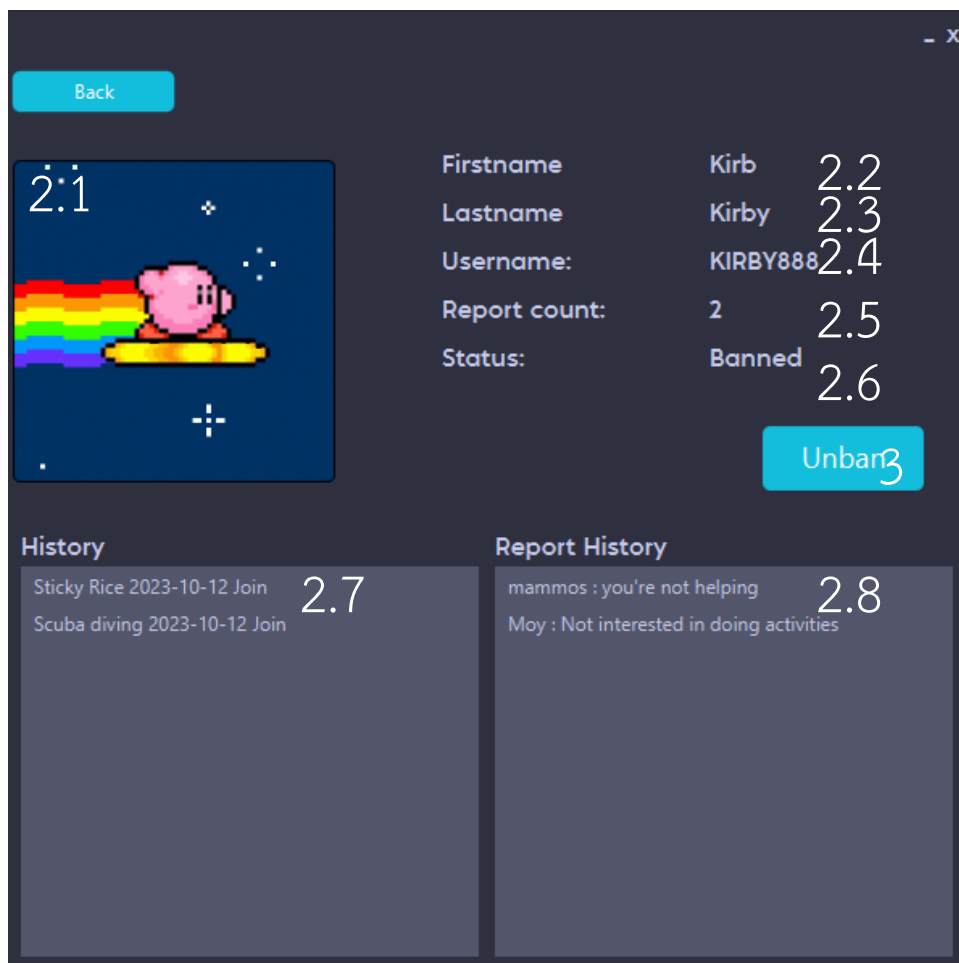 _ x
Back
2.1
Firstname Kirb 2.2
Lastname Kirby 2.3
Username: KIRBY888 2.4
Report count: 2 2.5
Status: Banned 2.6
Unban 3
History
Sticky Rice 2023-10-12 Join 2.7
Scuba diving 2023-10-12 Join
Report History
mammos : you're not helping 2.8
Moy : Not interested in doing activities